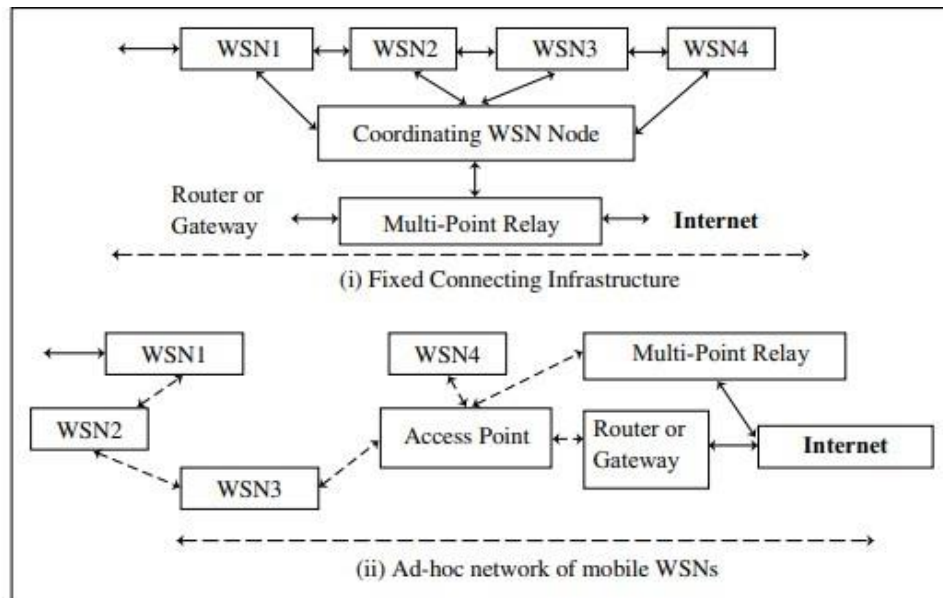 WSN1
WSN2
WSN3
WSN4
Coordinating WSN Node
Router or
Gateway
Multi-Point Relay
Internet
(i) Fixed Connecting Infrastructure
WSN1
WSN4
Multi-Point Relay
WSN2
Access Point
Router or
Gateway
Internet
WSN3
(ii) Ad-hoc network of mobile WSNs